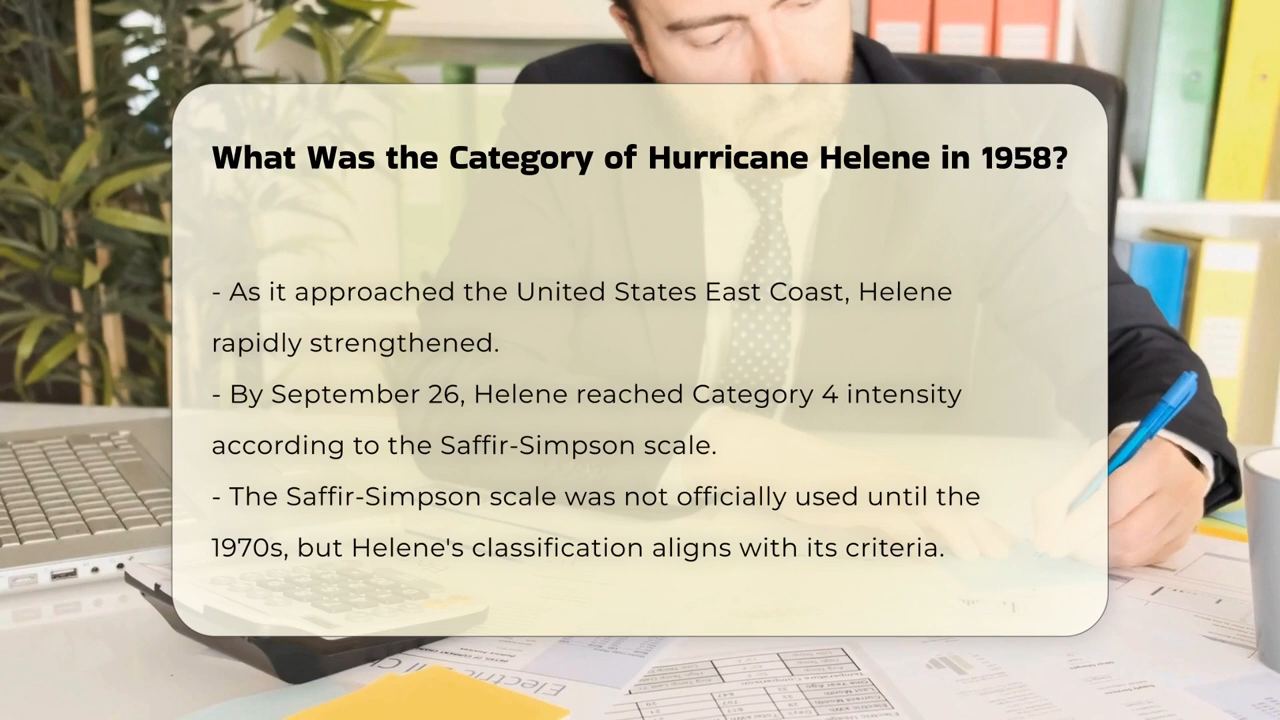 What Was the Category of Hurricane Helene in 1958?
- As it approached the United States East Coast, Helene
rapidly strengthened.
- By September 26, Helene reached Category 4 intensity
according to the Saffir-Simpson scale.
- The Saffir-Simpson scale was not officially used until the
1970s, but Helene's classification aligns with its criteria.